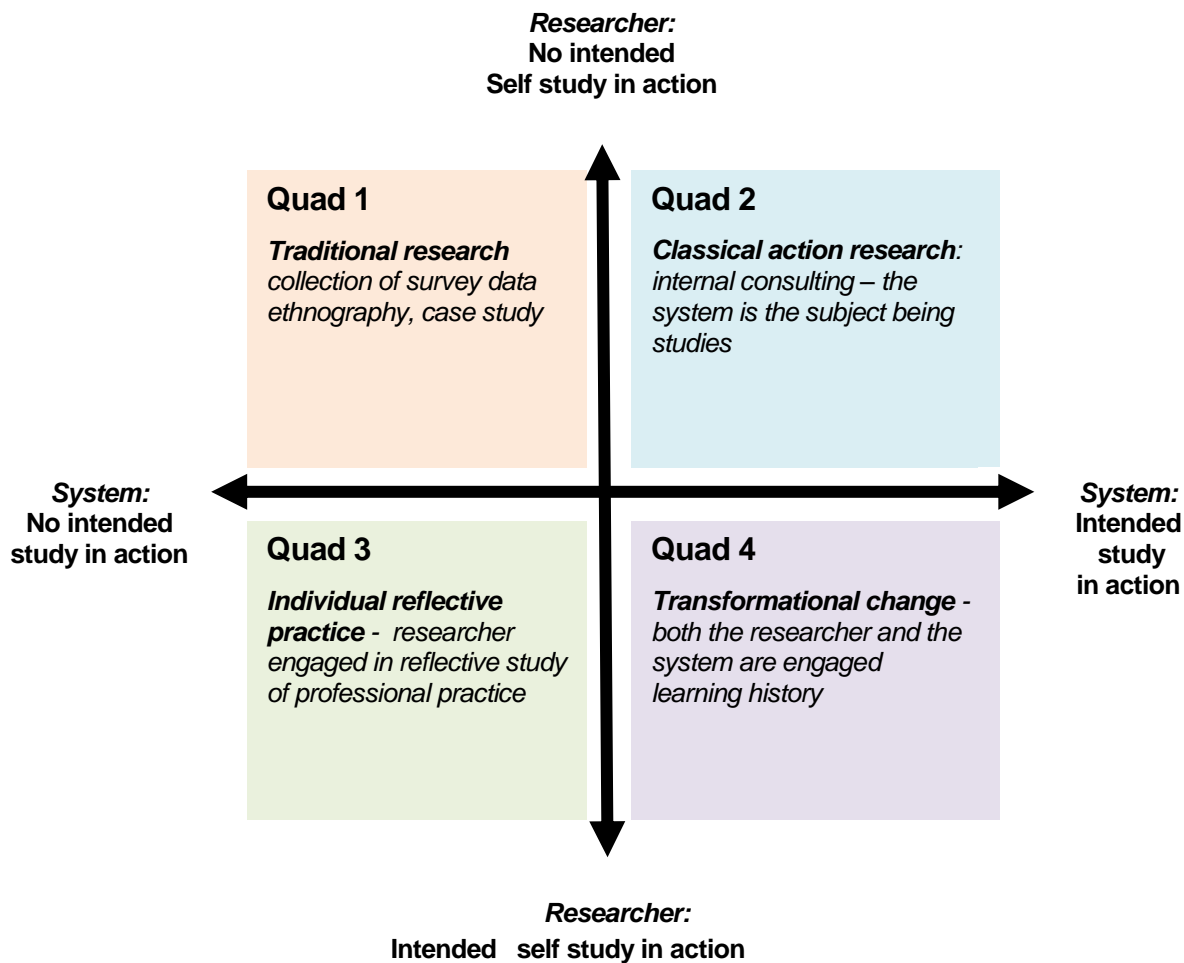 Researcher:
No intended
Self study in action
Quad 1
Traditional research
collection of survey data
ethnography, case study
Quad 2
Classical action research:
internal consulting – the
system is the subject being
studies
System:
No intended
study in action
System:
Intended
study
in action
Quad 3
Individual reflective
practice - researcher
engaged in reflective study
of professional practice
Quad 4
Transformational change -
both the researcher and the
system are engaged
learning history
Researcher:
Intended self study in action